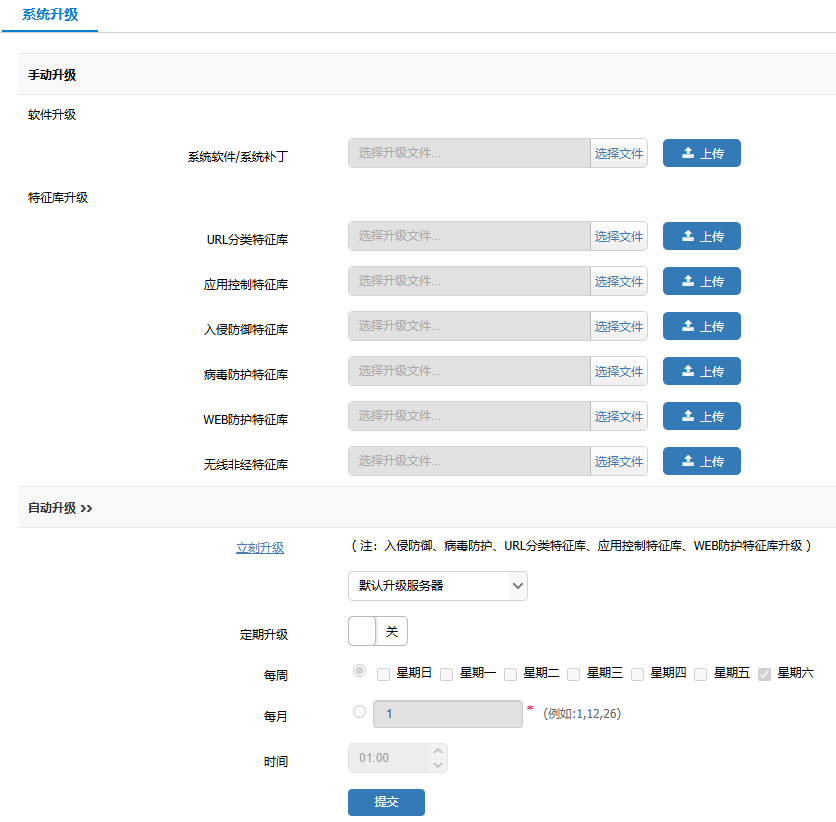 系统升级
手动升级
软件升级
系统软件/系统补丁 选择升级文件... 选择文件 上传
特征库升级
URL分类特征库 选择升级文件... 选择文件 上传
应用控制特征库 选择升级文件... 选择文件 上传
入侵防御特征库 选择升级文件... 选择文件 上传
病毒防护特征库 选择升级文件... 选择文件 上传
WEB防护特征库 选择升级文件... 选择文件 上传
无线非经特征库 选择升级文件... 选择文件 上传
自动升级 >>
立刻升级 （注：入侵防御、病毒防护、URL分类特征库、应用控制特征库、WEB防护特征库升级）
默认升级服务器
定期升级 关
每周 星期日 星期一 星期二 星期三 星期四 星期五 星期六
每月 1 * (例如:1,12,26)
时间 01:00
提交